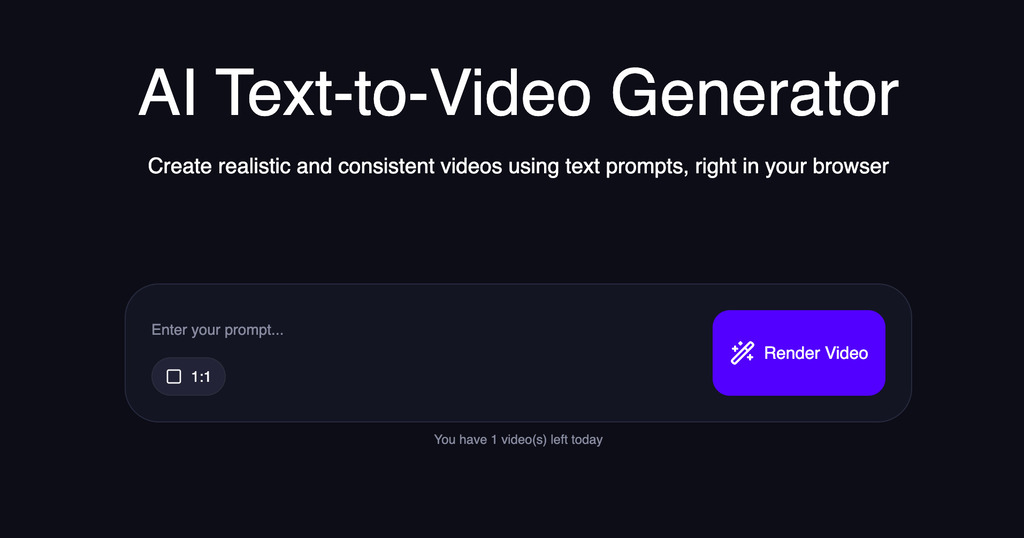 AI Text-to-Video Generator
Create realistic and consistent videos using text prompts, right in your browser
Enter your prompt...
1:1
Render Video
You have 1 video(s) left today